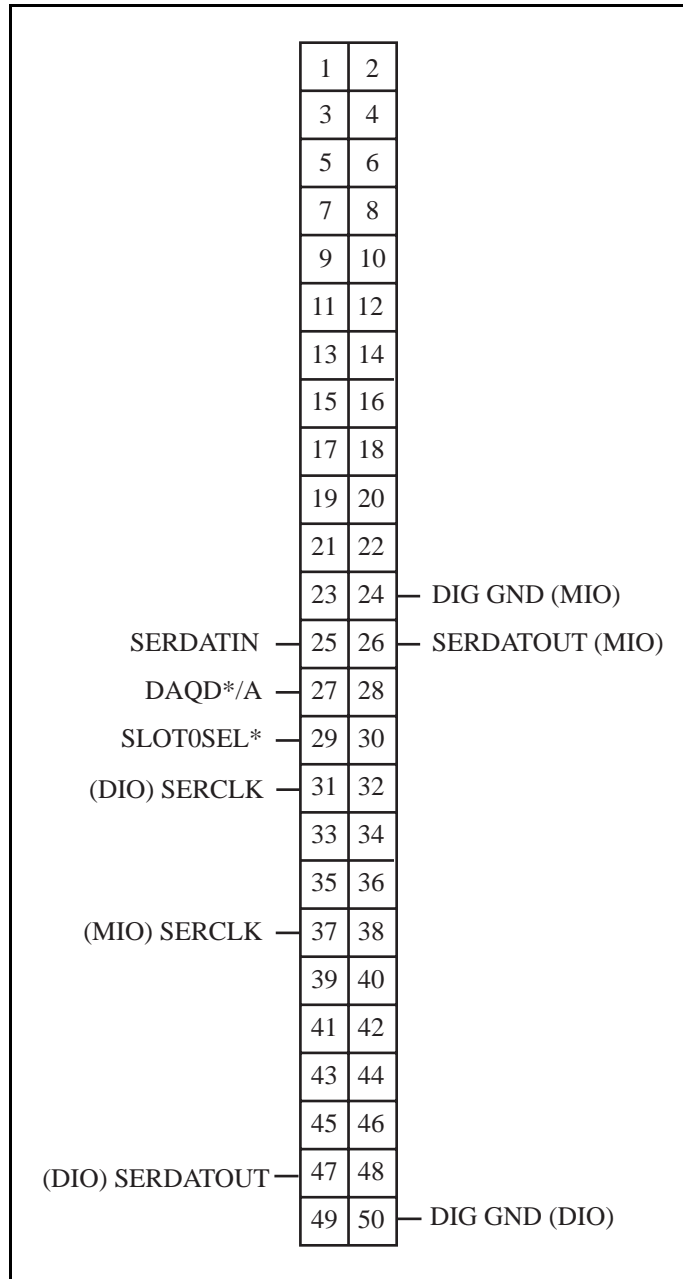 1 2
3 4
5 6
7 8
9 10
11 12
13 14
15 16
17 18
19 20
21 22
23 24 DIG GND (MIO)
SERDATIN 25 26 SERDATOUT (MIO)
DAQD*/A 27 28
SLOT0SEL* 29 30
(DIO) SERCLK 31 32
33 34
35 36
(MIO) SERCLK 37 38
39 40
41 42
43 44
45 46
(DIO) SERDATOUT 47 48
49 50 DIG GND (DIO)